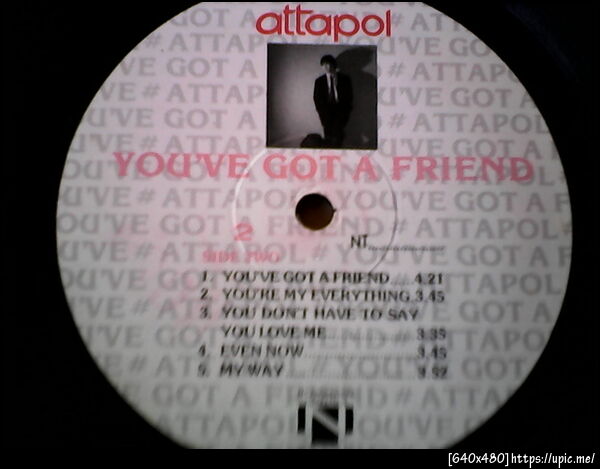 attapol
YOU'VE GOT A FRIEND
2
NT.
SIDE TWO
1. YOU'VE GOT A FRIEND.....4.21
2. YOU'RE MY EVERYTHING.3.45
3. YOU DON'T HAVE TO SAY
YOU LOVE ME...............3.35
4. EVEN NOW.....................3.45
5. MY WAY
[640x480]https://upic.me/